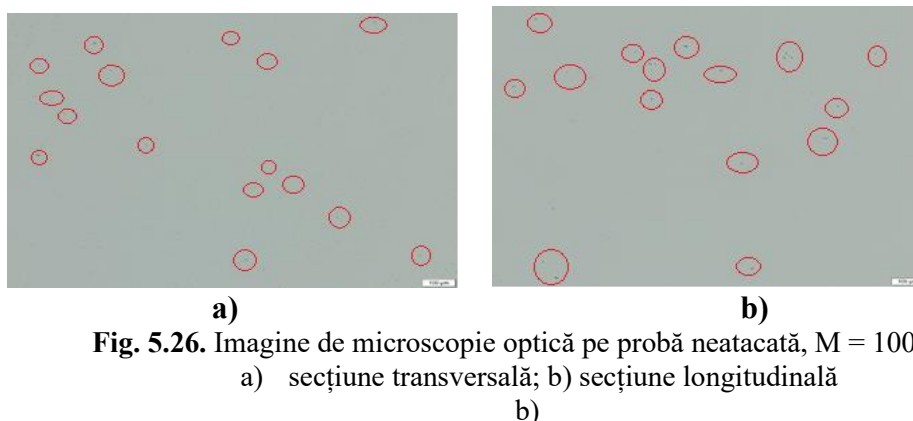 a) b)
Fig. 5.26. Imagine de microscopie optică pe probă neatacată, M = 100
a) secțiune transversală; b) secțiune longitudinală
b)